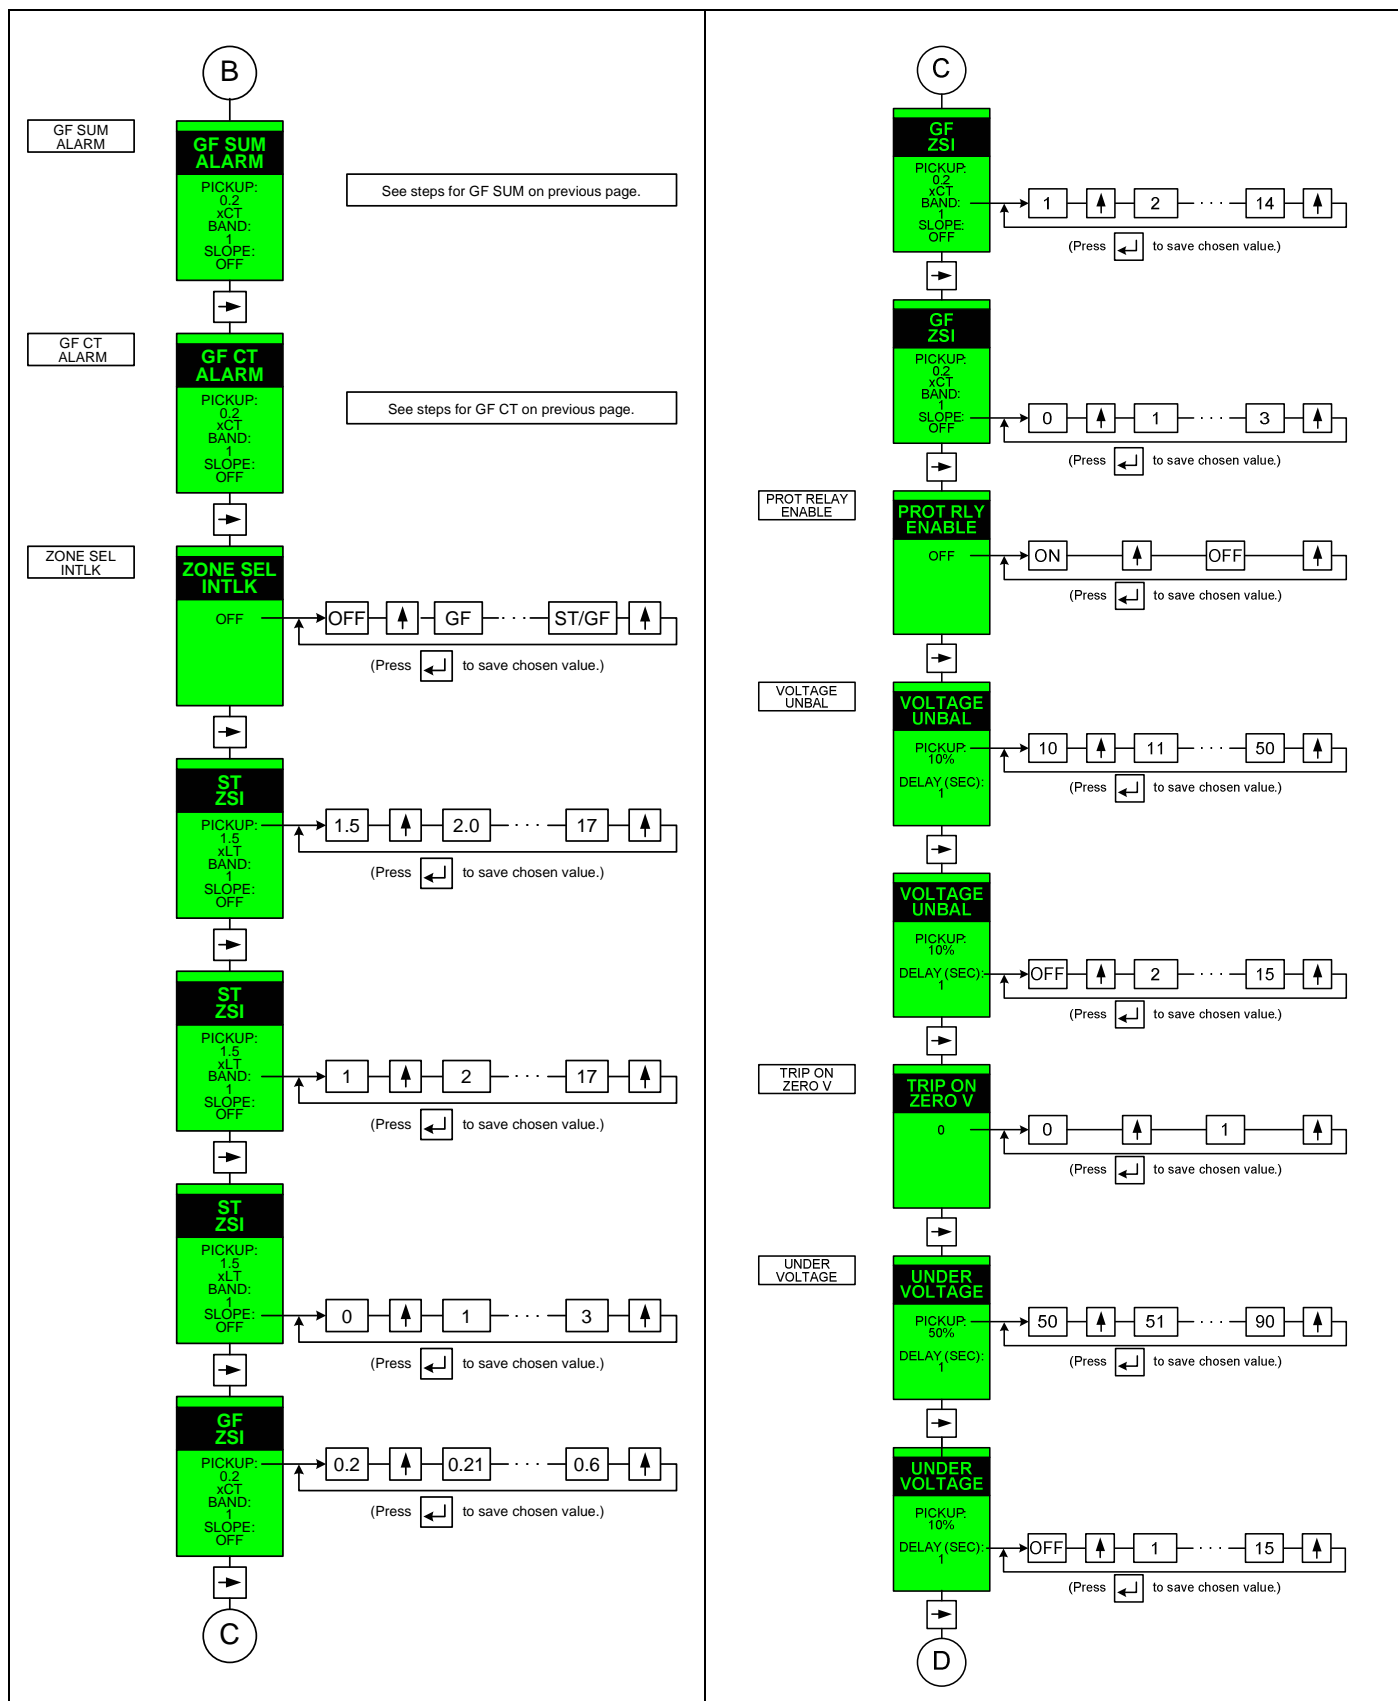 B
GF SUM
ALARM
GF SUM
ALARM
PICKUP:
0.2
xCT
BAND:
1
SLOPE:
OFF
See steps for GF SUM on previous page.
GF CT
ALARM
GF CT
ALARM
PICKUP:
0.2
xCT
BAND:
1
SLOPE:
OFF
See steps for GF CT on previous page.
ZONE SEL
INTLK
ZONE SEL
INTLK
OFF
OFF GF · · · ST/GF
(Press to save chosen value.)
ST
ZSI
PICKUP:
1.5
xLT
BAND:
1
SLOPE:
OFF
1.5 2.0 · · · 17
(Press to save chosen value.)
ST
ZSI
PICKUP:
1.5
xLT
BAND:
1
SLOPE:
OFF
1 2 · · · 17
(Press to save chosen value.)
ST
ZSI
PICKUP:
1.5
xLT
BAND:
1
SLOPE:
OFF
0 1 · · · 3
(Press to save chosen value.)
GF
ZSI
PICKUP:
0.2
xCT
BAND:
1
SLOPE:
OFF
0.2 0.21 · · · 0.6
(Press to save chosen value.)
C
C
GF
ZSI
PICKUP:
0.2
xCT
BAND:
1
SLOPE:
OFF
1 2 · · · 14
(Press to save chosen value.)
GF
ZSI
PICKUP:
0.2
xCT
BAND:
1
SLOPE:
OFF
0 1 · · · 3
(Press to save chosen value.)
PROT RELAY
ENABLE
PROT RLY
ENABLE
OFF
ON OFF
(Press to save chosen value.)
VOLTAGE
UNBAL
VOLTAGE
UNBAL
PICKUP:
10%
DELAY (SEC):
1
10 11 · · · 50
(Press to save chosen value.)
VOLTAGE
UNBAL
PICKUP:
10%
DELAY (SEC):
1
OFF 2 · · · 15
(Press to save chosen value.)
TRIP ON
ZERO V
TRIP ON
ZERO V
0
0 1
(Press to save chosen value.)
UNDER
VOLTAGE
UNDER
VOLTAGE
PICKUP:
50%
DELAY (SEC):
1
50 51 · · · 90
(Press to save chosen value.)
UNDER
VOLTAGE
PICKUP:
10%
DELAY (SEC):
1
OFF 1 · · · 15
(Press to save chosen value.)
D